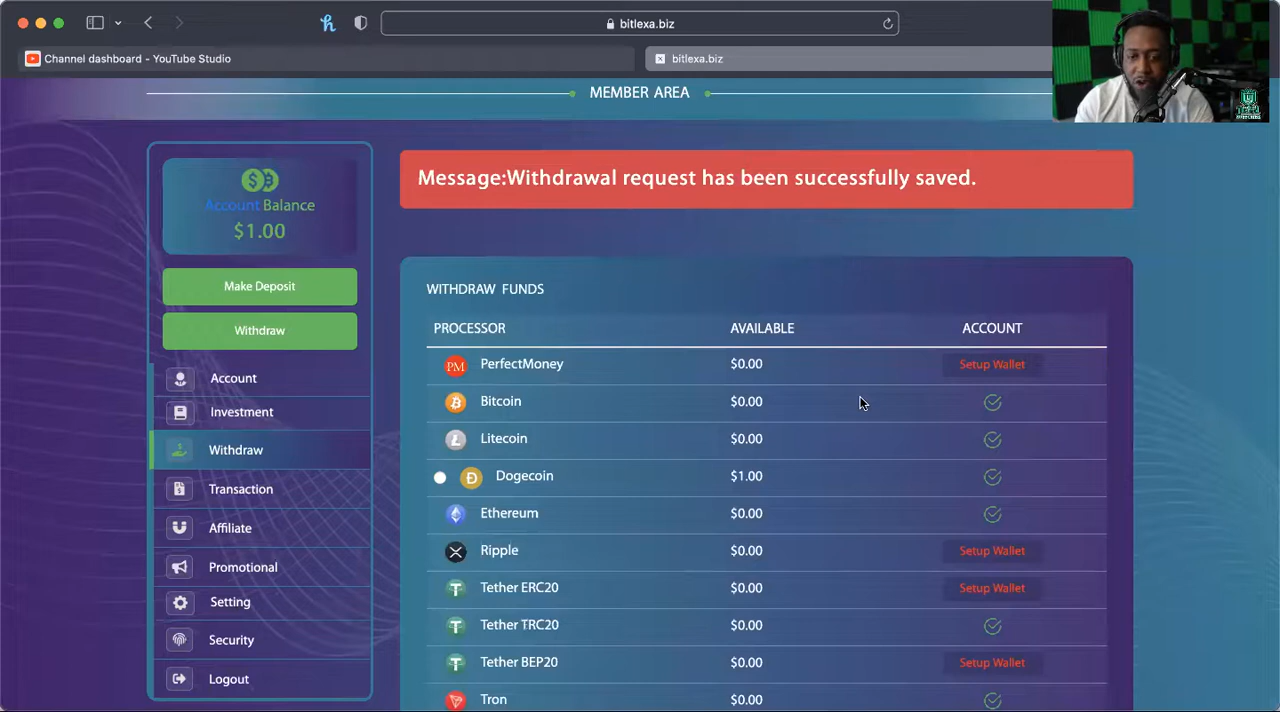 bitlexa.biz
Channel dashboard - YouTube Studio
bitlexa.biz
MEMBER AREA
Account Balance
$1.00
Make Deposit
Withdraw
Account
Investment
Withdraw
Transaction
Affiliate
Promotional
Setting
Security
Logout
Message:Withdrawal request has been successfully saved.
WITHDRAW FUNDS
PROCESSOR AVAILABLE ACCOUNT
PM PerfectMoney $0.00 Setup Wallet
Bitcoin $0.00
Litecoin $0.00
Dogecoin $1.00
Ethereum $0.00
Ripple $0.00 Setup Wallet
Tether ERC20 $0.00 Setup Wallet
Tether TRC20 $0.00
Tether BEP20 $0.00 Setup Wallet
Tron $0.00